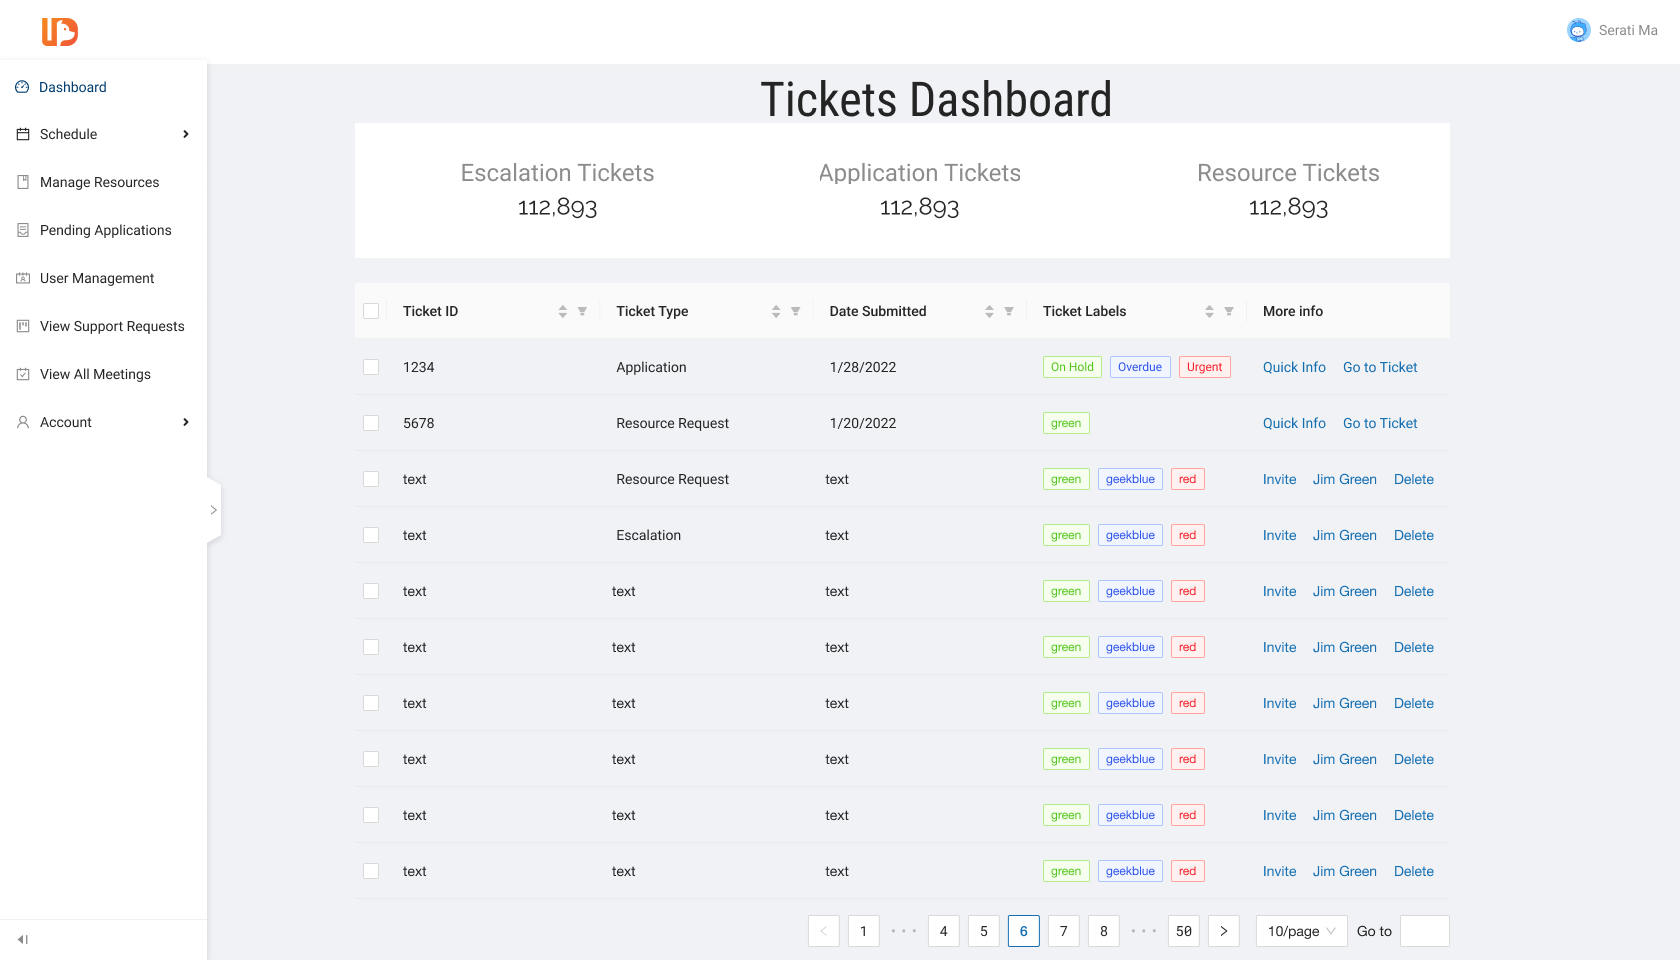 Serati Ma
Dashboard
Schedule
Manage Resources
Pending Applications
User Management
View Support Requests
View All Meetings
Account
Tickets Dashboard
Escalation Tickets Application Tickets Resource Tickets
112,893 112,893 112,893
Ticket ID Ticket Type Date Submitted Ticket Labels More info
1234 Application 1/28/2022 On Hold Overdue Urgent Quick Info Go to Ticket
5678 Resource Request 1/20/2022 green Quick Info Go to Ticket
text Resource Request text green geekblue red Invite Jim Green Delete
text Escalation text green geekblue red Invite Jim Green Delete
text text text green geekblue red Invite Jim Green Delete
text text text green geekblue red Invite Jim Green Delete
text text text green geekblue red Invite Jim Green Delete
text text text green geekblue red Invite Jim Green Delete
text text text green geekblue red Invite Jim Green Delete
text text text green geekblue red Invite Jim Green Delete
< 1 ••• 4 5 6 7 8 ••• 50 > 10/page Go to